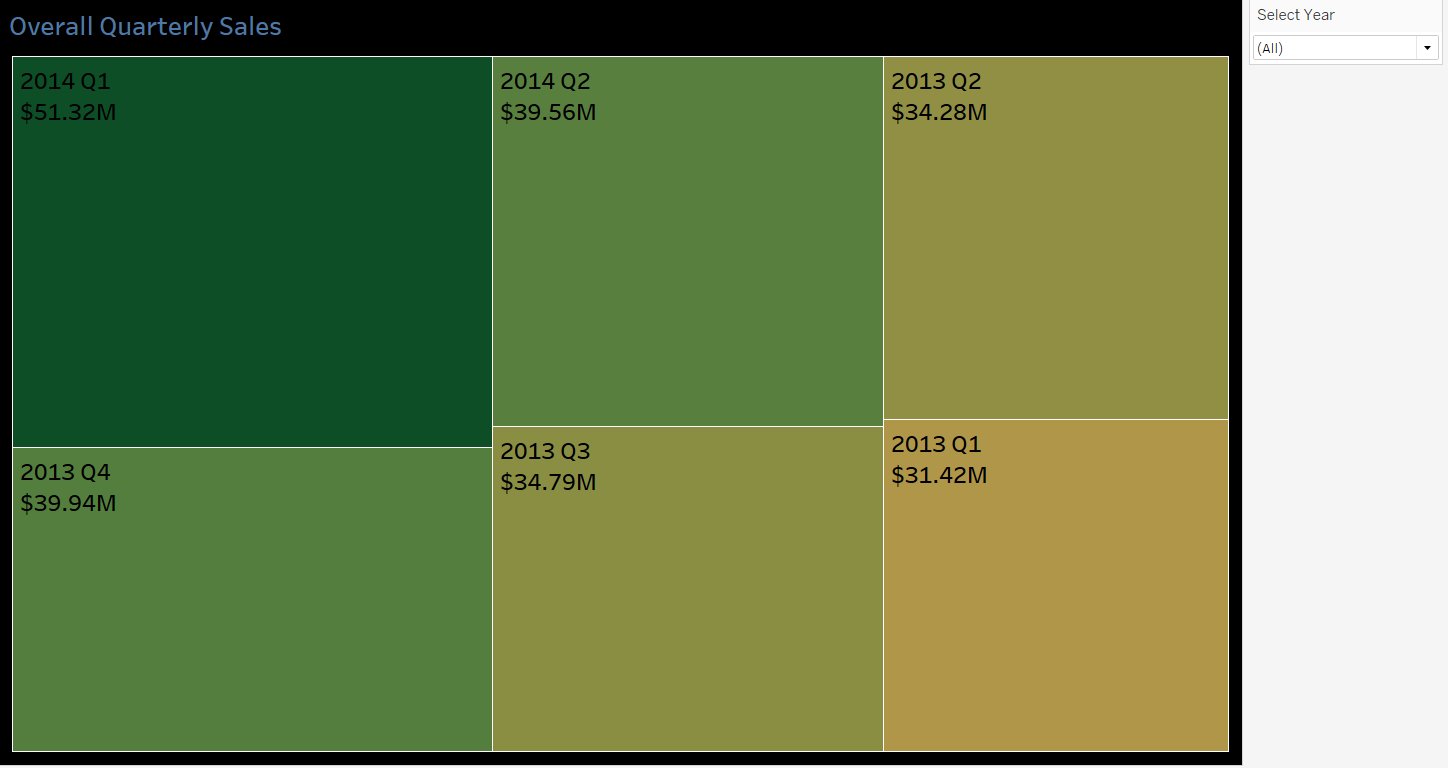 Overall Quarterly Sales
Select Year
(All)
2014 Q1
$51.32M
2014 Q2
$39.56M
2013 Q2
$34.28M
2013 Q4
$39.94M
2013 Q3
$34.79M
2013 Q1
$31.42M